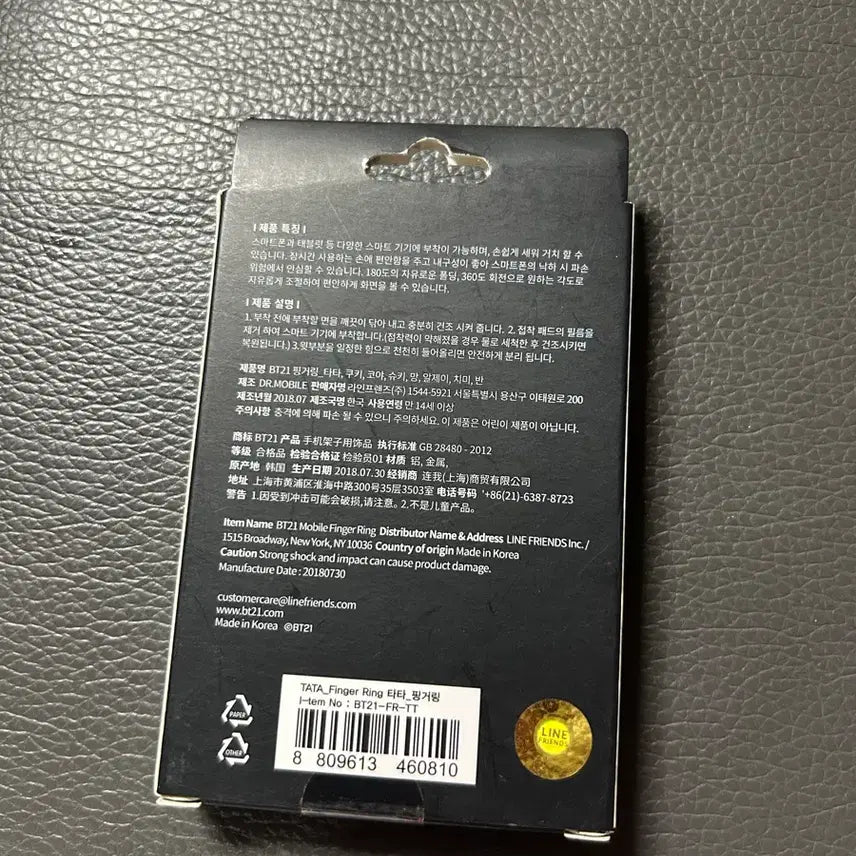 I 제품 특징 I
스마트폰과 태블릿 등 다양한 스마트 기기에 부착이 가능하며, 손쉽게 세워 거치 할 수
있습니다. 장시간 사용하는 손에 편안함을 주고 내구성이 좋아 스마트폰의 낙하 시 파손
위험에서 안심할 수 있습니다. 180도의 자유로운 폴딩, 360도 회전으로 원하는 각도로
자유롭게 조절하여 편안하게 화면을 볼 수 있습니다.
I 제품 설명 I
1. 부착 전에 부착할 면을 깨끗이 닦아 내고 충분히 건조 시켜 줍니다. 2. 접착 패드의 필름을
제거 하여 스마트 기기에 부착합니다.(접착력이 약해졌을 경우 물로 세척한 후 건조시키면
복원됩니다.) 3.윗부분을 일정한 힘으로 천천히 들어올리면 안전하게 분리 됩니다.
제품명 BT21 핑거링_타타, 쿠키, 코야, 슈키, 망, 알제이, 치미, 반
제조 DR.MOBILE 판매자명 라인프렌즈(주) 1544-5921 서울특별시 용산구 이태원로 200
제조년월 2018.07 제조국명 한국 사용연령 만 14세 이상
주의사항 충격에 의해 파손 될 수 있으니 주의하세요. 이 제품은 어린이 제품이 아닙니다.
商标 BT21 产品 手机架子用饰品 执行标准 GB 28480 - 2012
等级 合格品 检验合格证 检验员01 材质 铝, 金属,
原产地 韩国 生产日期 2018.07.30 经销商 连我(上海)商贸有限公司
地址 上海市黄浦区淮海中路300号35层3503室 电话号码 '+86(21)-6387-8723
警告 1.因受到冲击可能会破损,请注意。2.不是儿童产品。
Item Name BT21 Mobile Finger Ring Distributor Name & Address LINE FRIENDS Inc. /
1515 Broadway, New York, NY 10036 Country of origin Made in Korea
Caution Strong shock and impact can cause product damage.
Manufacture Date : 20180730
customercare@linefriends.com
www.bt21.com
Made in Korea ©BT21
TATA_Finger Ring 타타_핑거링
I-tem No : BT21-FR-TT
8 809613 460810
PAPER
OTHER
LINE
FRIENDS